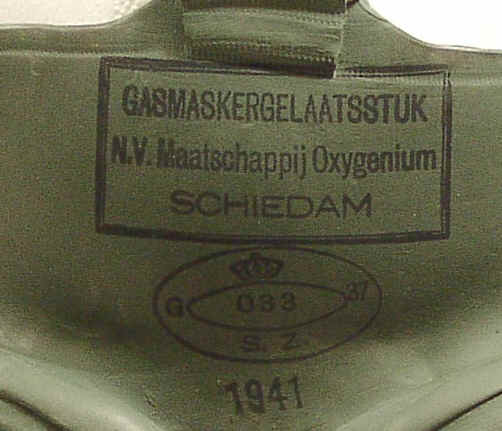 GASMASKERGELAATSSTUK
N.V. Maatschappij Oxygenium
SCHIEDAM
G 033 37
S. Z.
1941